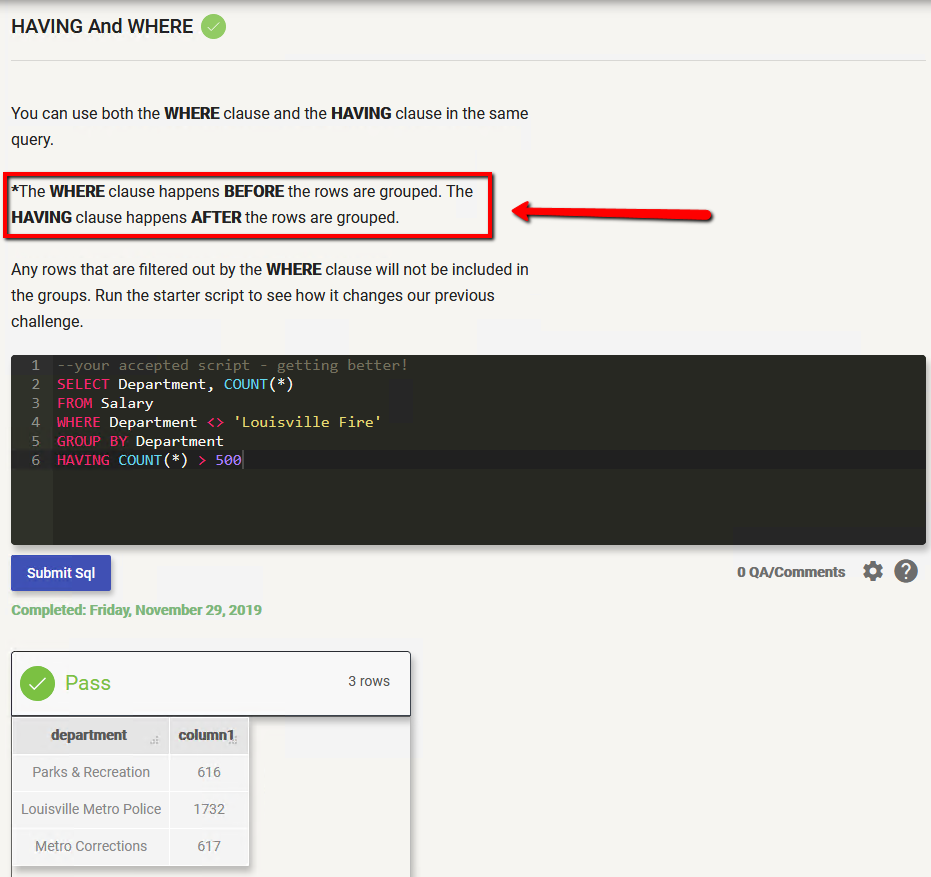 HAVING And WHERE
You can use both the WHERE clause and the HAVING clause in the same
query.
*The WHERE clause happens BEFORE the rows are grouped. The
HAVING clause happens AFTER the rows are grouped.
Any rows that are filtered out by the WHERE clause will not be included in
the groups. Run the starter script to see how it changes our previous
challenge.
1 --your accepted script - getting better!
2 SELECT Department, COUNT(*)
3 FROM Salary
4 WHERE Department <> 'Louisville Fire'
5 GROUP BY Department
6 HAVING COUNT(*) > 500
Submit Sql
0 QA/Comments
?
Completed: Friday, November 29, 2019
Pass 3 rows
department column1
Parks & Recreation 616
Louisville Metro Police 1732
Metro Corrections 617